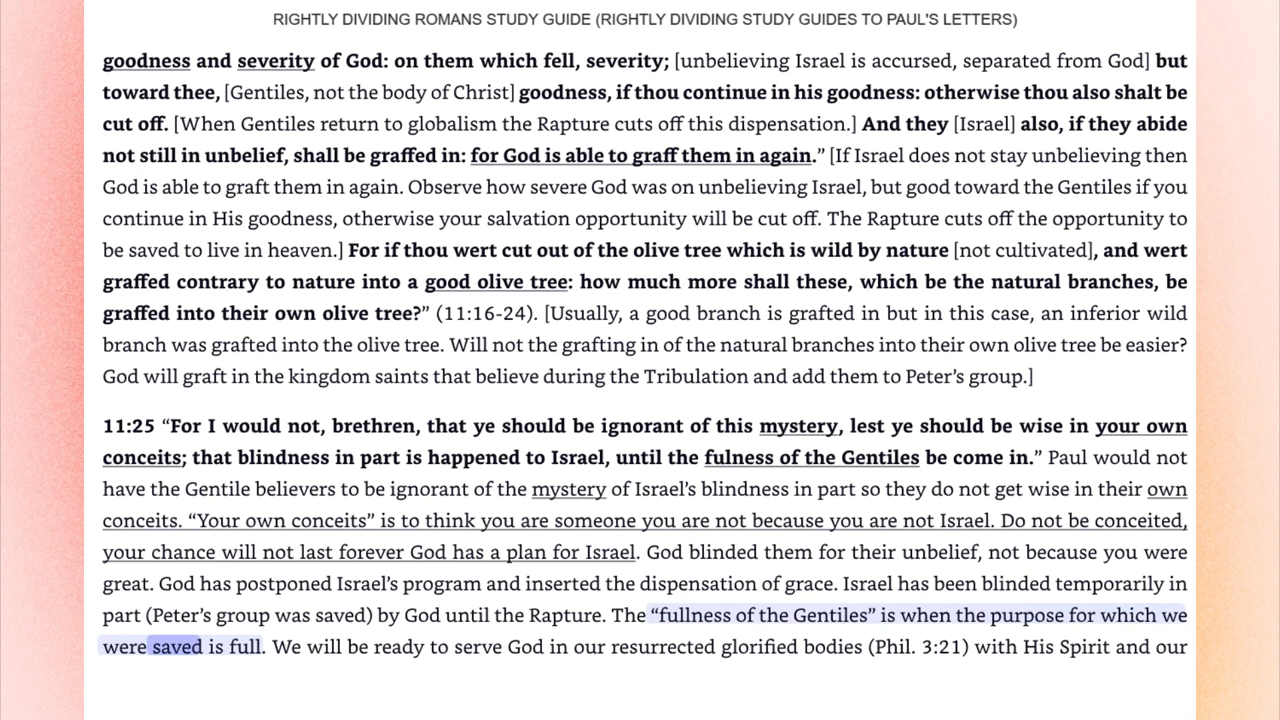 RIGHTLY DIVIDING ROMANS STUDY GUIDE (RIGHTLY DIVIDING STUDY GUIDES TO PAUL'S LETTERS)
goodness and severity of God: on them which fell, severity; [unbelieving Israel is accursed, separated from God] but
toward thee, [Gentiles, not the body of Christ] goodness, if thou continue in his goodness: otherwise thou also shalt be
cut off. [When Gentiles return to globalism the Rapture cuts off this dispensation.] And they [Israel] also, if they abide
not still in unbelief, shall be graffed in: for God is able to graff them in again.” [If Israel does not stay unbelieving then
God is able to graft them in again. Observe how severe God was on unbelieving Israel, but good toward the Gentiles if you
continue in His goodness, otherwise your salvation opportunity will be cut off. The Rapture cuts off the opportunity to
be saved to live in heaven.] For if thou wert cut out of the olive tree which is wild by nature [not cultivated], and wert
graffed contrary to nature into a good olive tree: how much more shall these, which be the natural branches, be
graffed into their own olive tree?” (11:16-24). [Usually, a good branch is grafted in but in this case, an inferior wild
branch was grafted into the olive tree. Will not the grafting in of the natural branches into their own olive tree be easier?
God will graft in the kingdom saints that believe during the Tribulation and add them to Peter’s group.]
11:25 “For I would not, brethren, that ye should be ignorant of this mystery, lest ye should be wise in your own
conceits; that blindness in part is happened to Israel, until the fulness of the Gentiles be come in.” Paul would not
have the Gentile believers to be ignorant of the mystery of Israel’s blindness in part so they do not get wise in their own
conceits. “Your own conceits” is to think you are someone you are not because you are not Israel. Do not be conceited,
your chance will not last forever God has a plan for Israel. God blinded them for their unbelief, not because you were
great. God has postponed Israel’s program and inserted the dispensation of grace. Israel has been blinded temporarily in
part (Peter’s group was saved) by God until the Rapture. The “fullness of the Gentiles” is when the purpose for which we
were saved is full. We will be ready to serve God in our resurrected glorified bodies (Phil. 3:21) with His Spirit and our